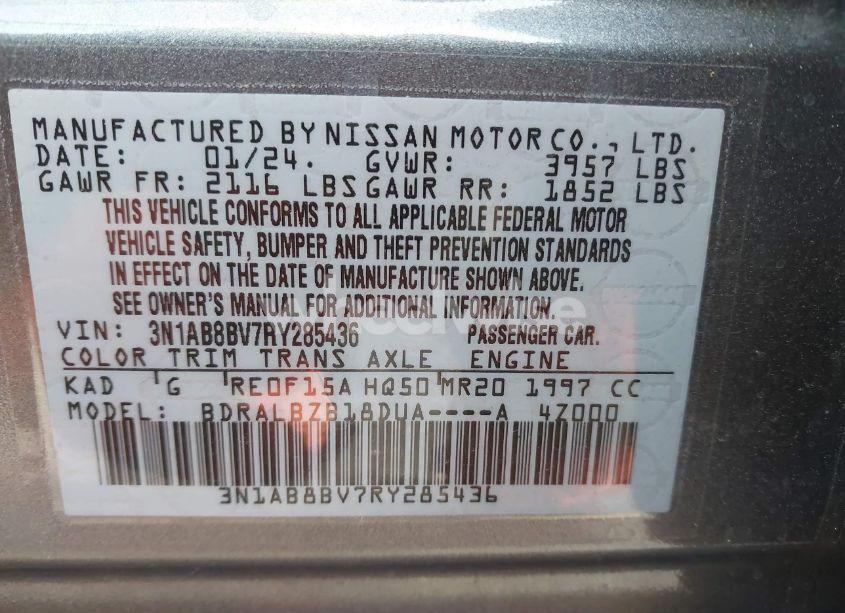 MANUFACTURED BY NISSAN MOTOR CO., LTD.
DATE: 01/24. GVWR: 3957 LBS
GAWR FR: 2116 LBS GAWR RR: 1852 LBS
THIS VEHICLE CONFORMS TO ALL APPLICABLE FEDERAL MOTOR
VEHICLE SAFETY, BUMPER AND THEFT PREVENTION STANDARDS
IN EFFECT ON THE DATE OF MANUFACTURE SHOWN ABOVE.
SEE OWNER'S MANUAL FOR ADDITIONAL INFORMATION.
VIN: 3N1AB8BV7RY285436 PASSENGER CAR.
COLOR TRIM TRANS AXLE ENGINE
KAD G RE0F15A HQ50 MR20 1997 CC
MODEL: BDRALBZB18DUA----A 4Z000
3N1AB8BV7RY285436